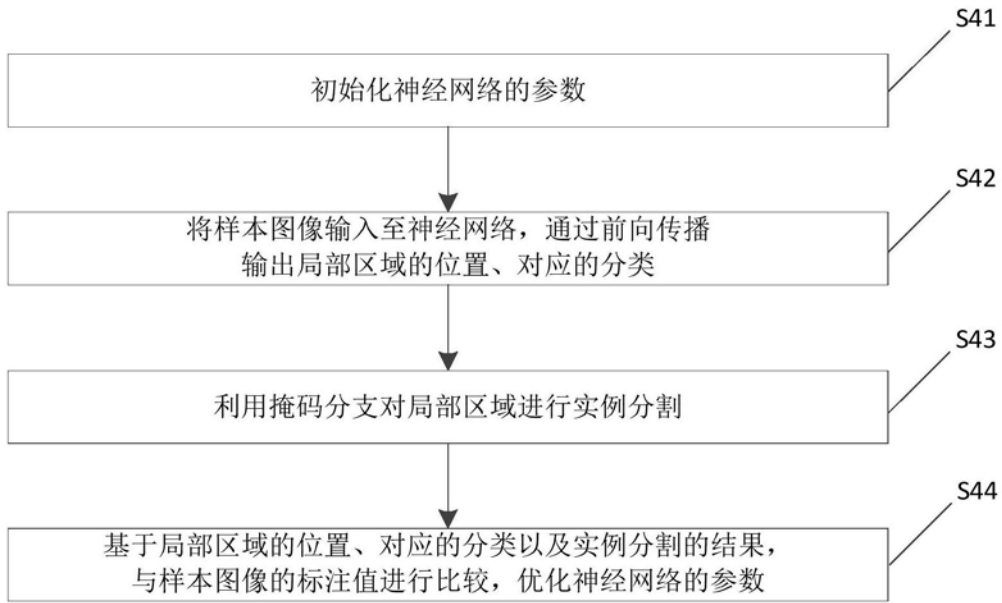 S41
初始化神经网络的参数
S42
将样本图像输入至神经网络，通过前向传播
输出局部区域的位置、对应的分类
S43
利用掩码分支对局部区域进行实例分割
S44
基于局部区域的位置、对应的分类以及实例分割的结果，
与样本图像的标注值进行比较，优化神经网络的参数